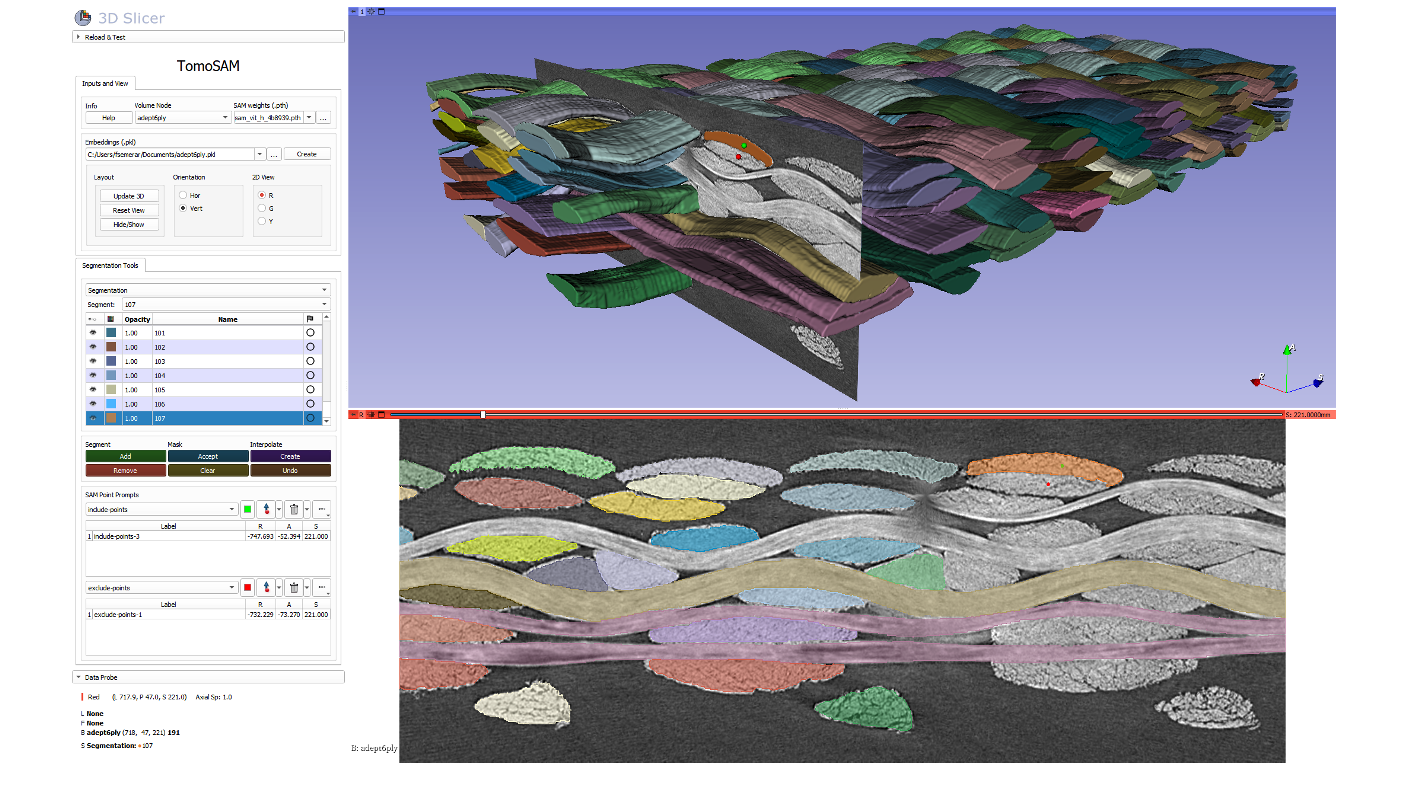 3D Slicer
Reload & Test
TomoSAM
Inputs and View
Info Volume Node SAM weights (.pth)
Help adept6ply sam_vit_h_4b8939.pth ...
Embeddings (.pkl)
C:/Users/fsemerar/Documents/adept6ply.pkl ... Create
Layout Orientation 2D View
Update 3D Hor R
Reset View Vert G
Hide/Show Y
Segmentation Tools
Segmentation
Segment: 107
Opacity Name
1.00 101
1.00 102
1.00 103
1.00 104
1.00 105
1.00 106
1.00 107
Segment Mask Interpolate
Add Accept Create
Remove Clear Undo
SAM Point Prompts
include-points ...
Label R A S
1 include-points-3 -747.693 -52.394 221.000
exclude-points ...
Label R A S
1 exclude-points-1 -732.229 -73.270 221.000
Data Probe
Red (L 717.9, P 47.0, S 221.0) Axial Sp: 1.0
L None
F None
B adept6ply (718, 47, 221) 191
S Segmentation: 107
1
A
R S
R S: 221.0000mm
B: adept6ply